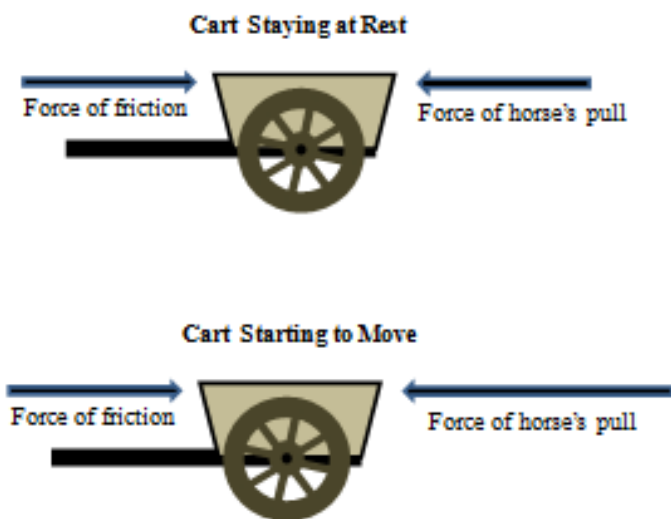 Cart Staying at Rest
Force of friction
Force of horse's pull
Cart Starting to Move
Force of friction
Force of horse's pull